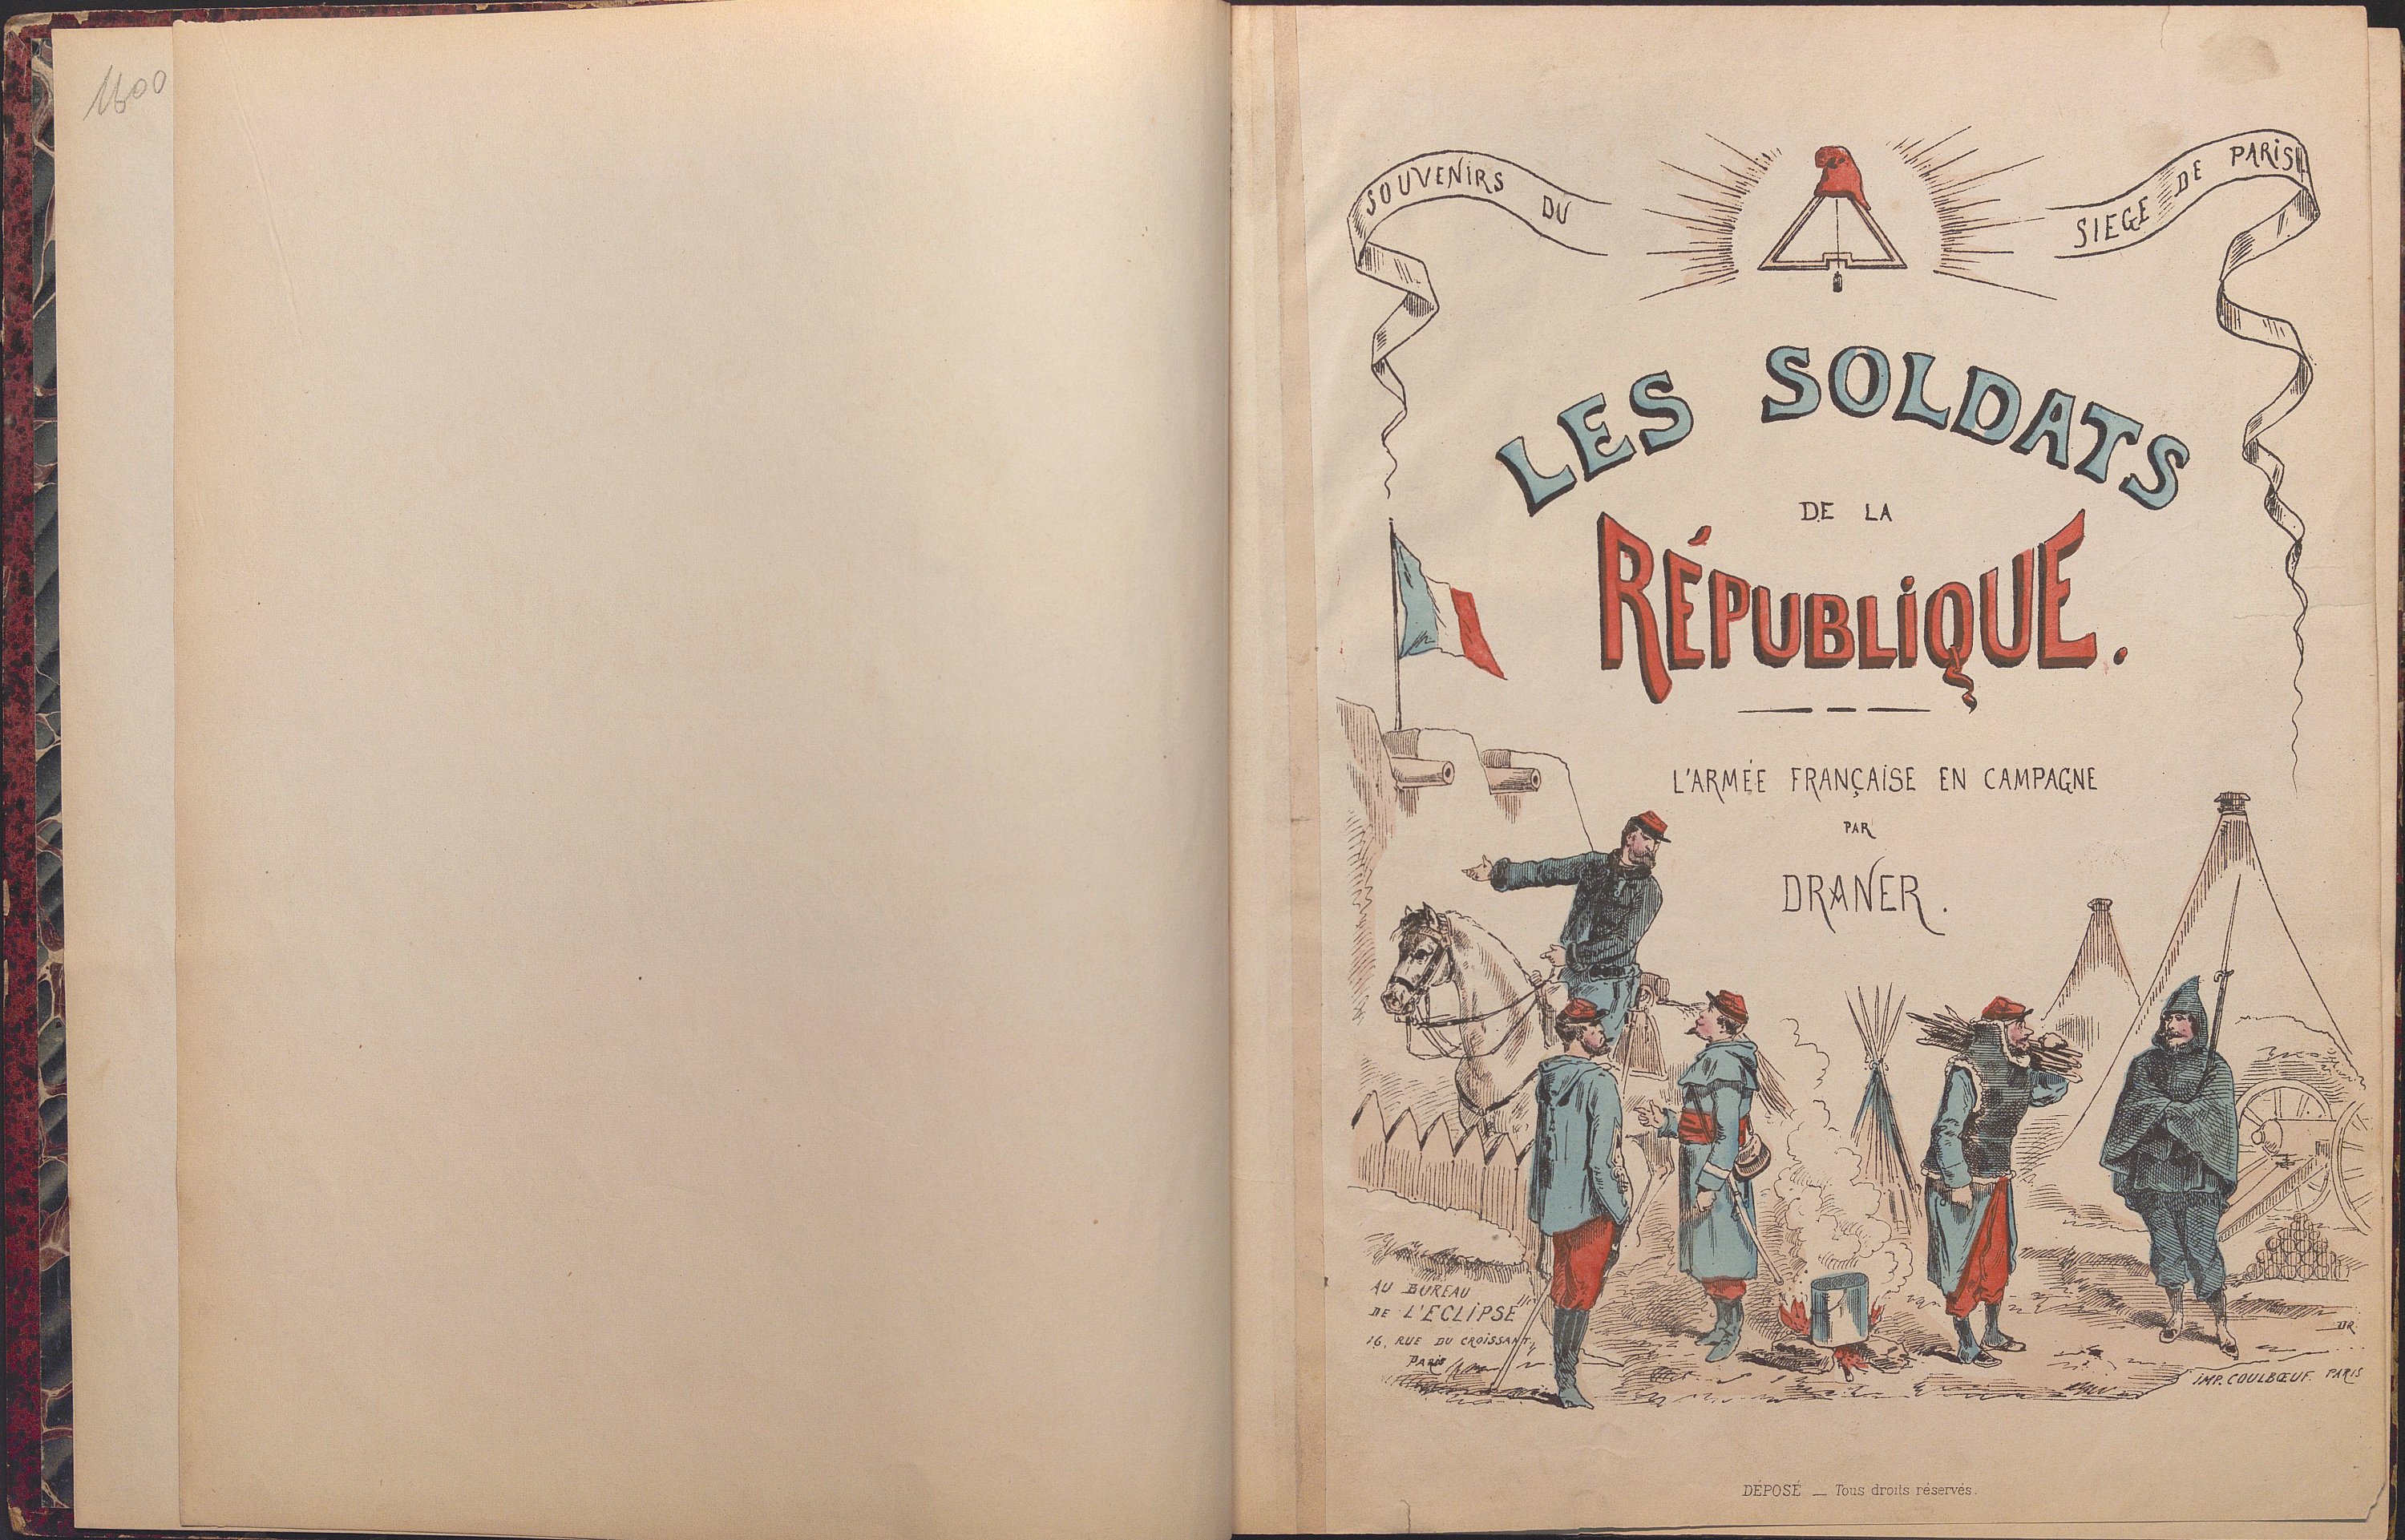 1600
SOUVENIRS DU SIEGE DE PARIS
LES SOLDATS
DE LA
RÉPUBLIQUE.
L'ARMÉE FRANÇAISE EN CAMPAGNE
PAR
DRANER.
AU BUREAU
DE L'ECLIPSE
16, RUE DU CROISSANT,
PARIS
DR.
IMP. COULBŒUF. PARIS
DÉPOSÉ — Tous droits réservés.